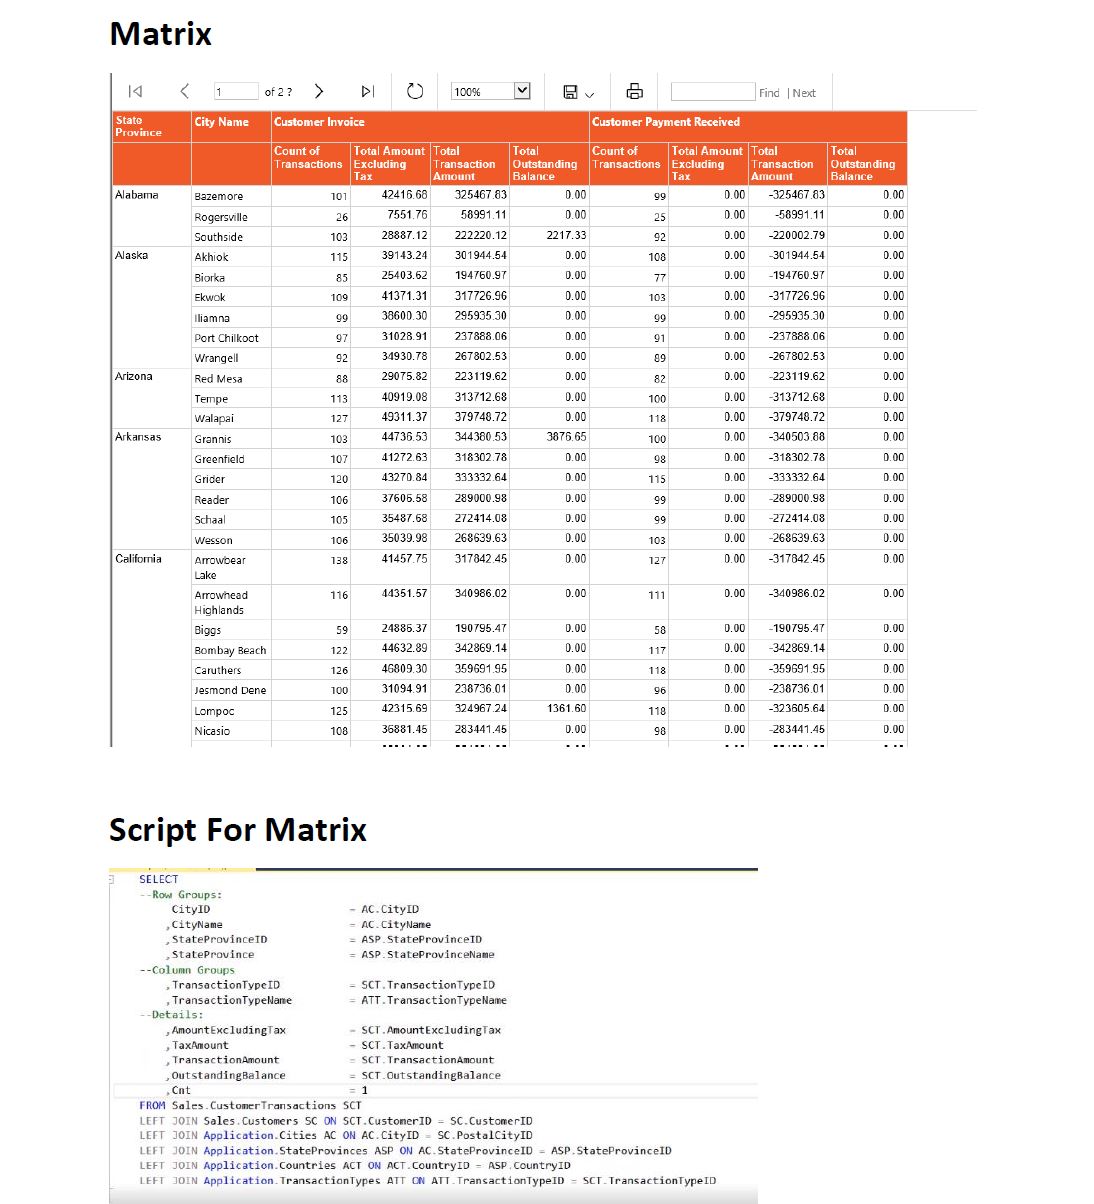 Matrix
1 of 2 ? 100% Find | Next
State Province City Name Customer Invoice Customer Payment Received
Count of Transactions Total Amount Excluding Tax Total Transaction Amount Total Outstanding Balance Count of Transactions Total Amount Excluding Tax Total Transaction Amount Total Outstanding Balance
Alabama Bazemore 101 42416.68 325467.83 0.00 99 0.00 -325467.83 0.00
Rogersville 26 7551.76 58991.11 0.00 25 0.00 -58991.11 0.00
Southside 103 28887.12 222220.12 2217.33 92 0.00 -220002.79 0.00
Alaska Akhiok 115 39143.24 301944.54 0.00 108 0.00 -301944.54 0.00
Biorka 85 25403.62 194760.97 0.00 77 0.00 -194760.97 0.00
Ekwok 109 41371.31 317726.96 0.00 103 0.00 -317726.96 0.00
Iliamna 99 38600.30 295935.30 0.00 99 0.00 -295935.30 0.00
Port Chilkoot 97 31028.91 237888.06 0.00 91 0.00 -237888.06 0.00
Wrangell 92 34930.78 267802.53 0.00 89 0.00 -267802.53 0.00
Arizona Red Mesa 88 29075.82 223119.62 0.00 82 0.00 -223119.62 0.00
Tempe 113 40919.08 313712.68 0.00 100 0.00 -313712.68 0.00
Walapai 127 49311.37 379748.72 0.00 118 0.00 -379748.72 0.00
Arkansas Grannis 103 44736.53 344380.53 3876.65 100 0.00 -340503.88 0.00
Greenfield 107 41272.63 318302.78 0.00 98 0.00 -318302.78 0.00
Grider 120 43270.84 333332.64 0.00 115 0.00 -333332.64 0.00
Reader 106 37606.58 289000.98 0.00 99 0.00 -289000.98 0.00
Schaal 105 35487.68 272414.08 0.00 99 0.00 -272414.08 0.00
Wesson 106 35039.98 268639.63 0.00 103 0.00 -268639.63 0.00
California Arrowbear Lake 138 41457.75 317842.45 0.00 127 0.00 -317842.45 0.00
Arrowhead Highlands 116 44351.57 340986.02 0.00 111 0.00 -340986.02 0.00
Biggs 59 24886.37 190795.47 0.00 58 0.00 -190795.47 0.00
Bombay Beach 122 44632.89 342869.14 0.00 117 0.00 -342869.14 0.00
Caruthers 126 46809.30 359691.95 0.00 118 0.00 -359691.95 0.00
Jesmond Dene 100 31094.91 238736.01 0.00 96 0.00 -238736.01 0.00
Lompoc 125 42315.69 324967.24 1361.60 118 0.00 -323605.64 0.00
Nicasio 108 36881.45 283441.45 0.00 98 0.00 -283441.45 0.00
Script For Matrix
SELECT
--Row Groups:
CityID = AC.CityID
,CityName = AC.CityName
,StateProvinceID = ASP.StateProvinceID
,StateProvince = ASP.StateProvinceName
--Column Groups
,TransactionTypeID = SCT.TransactionTypeID
,TransactionTypeName = ATT.TransactionTypeName
--Details:
,AmountExcludingTax = SCT.AmountExcludingTax
,TaxAmount = SCT.TaxAmount
,TransactionAmount = SCT.TransactionAmount
,OutstandingBalance = SCT.OutstandingBalance
,Cnt = 1
FROM Sales.CustomerTransactions SCT
LEFT JOIN Sales.Customers SC ON SCT.CustomerID = SC.CustomerID
LEFT JOIN Application.Cities AC ON AC.CityID = SC.PostalCityID
LEFT JOIN Application.StateProvinces ASP ON AC.StateProvinceID = ASP.StateProvinceID
LEFT JOIN Application.Countries ACT ON ACT.CountryID = ASP.CountryID
LEFT JOIN Application.TransactionTypes ATT ON ATT.TransactionTypeID = SCT.TransactionTypeID